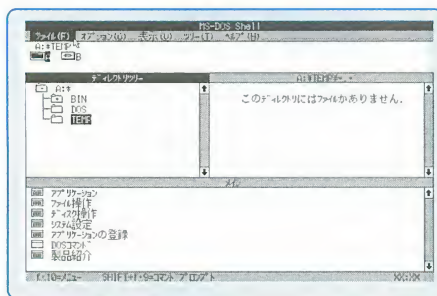 MS-DOS Shell
ファイル(F) オプション(O) 表示(U) ツリー(T) ヘルプ(H)
A:¥TEMP
A B
ディレクトリツリー
A:¥TEMP¥*.*
A:¥
BIN
DOS
TEMP
このディレクトリにはファイルがありません.
メイン
アプリケーション
ファイル操作
ディスク操作
システム設定
アプリケーションの登録
DOSコマンド
製品紹介
f･10=メニュー SHIFT+f･9=コマンド プロンプト
XX:XX